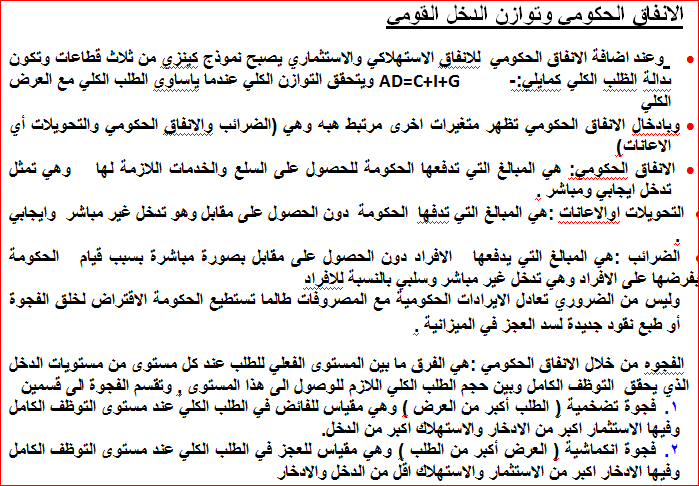 الانفاق الحكومي وتوازن الدخل القومي
وعند اضافة الانفاق الحكومي للانفاق الاستهلاكي والاستثماري يصبح نموذج كينزي من ثلاث قطاعات وتكون
بدالة الظلب الكلي كمايلي:- AD=C+I+G ويتحقق التوازن الكلي عندما يأساوى الطلب الكلي مع العرض
الكلي
وبادخال الانفاق الحكومي تظهر متغيرات اخرى مرتبط هبه وهي (الضرائب والانفاق الحكومي والتحويلات أي
الاعانات)
الانفاق الحكومي: هي المبالغ التي تدفعها الحكومة للحصول على السلع والخدمات اللازمة لها وهي تمثل
تدخل ايجابي ومباشر .
التحويلات اوالاعانات :هي المبالغ التي تدفها الحكومة دون الحصول على مقابل وهو تدخل غير مباشر وايجابي
.
الضرائب :هي المبالغ التي يدفعها الافراد دون الحصول على مقابل بصورة مباشرة بسبب قيام الحكومة
بفرضها على الافراد وهي تدخل غير مباشر وسلبي بالنسبة للافراد
وليس من الضروري تعادل الايرادات الحكومية مع المصروفات طالما تستطيع الحكومة الاقتراض لخلق الفجوة
أو طبع نقود جديدة لسد العجز في الميزانية .
الفجوه من خلال الانفاق الحكومي :هي الفرق ما بين المستوى الفعلي للطلب عند كل مستوى من مستويات الدخل
الذي يحقق التوظف الكامل وبين حجم الطلب الكلي اللازم للوصول الى هذا المستوى , وتقسم الفجوة الى قسمين
١. فجوة تضخمية ( الطلب أكبر من العرض ) وهي مقياس للفائض في الطلب الكلي عند مستوى التوظف الكامل
وفيها الاستثمار اكبر من الادخار والاستهلاك اكبر من الدخل.
٢. فجوة انكماشية ( العرض أكبر من الطلب ) وهي مقياس للعجز في الطلب الكلي عند مستوى التوظف الكامل
وفيها الادخار اكبر من الاستثمار والاستهلاك اقل من الدخل والادخار